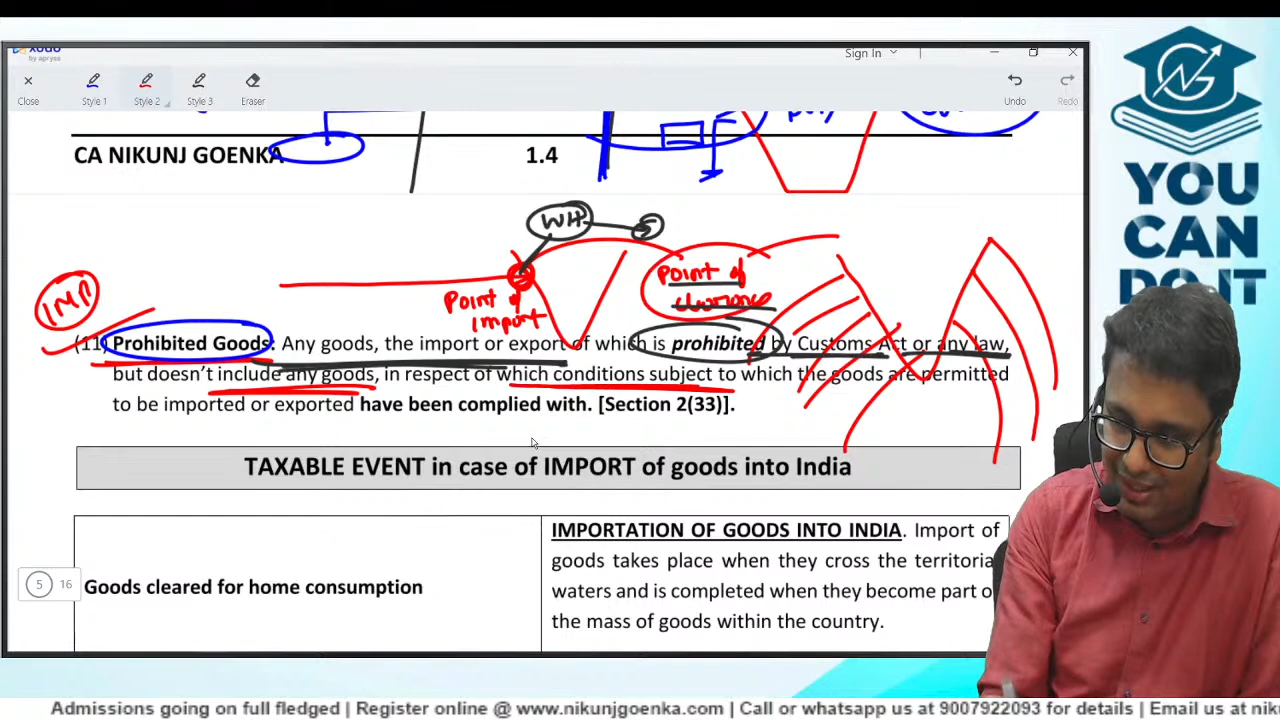 xodo
by apryse
Sign In
Close
Style 1
Style 2
Style 3
Eraser
Undo
Redo
CA NIKUNJ GOENKA
1.4
WH
Point of
import
Point of
clearance
IMP
(11) Prohibited Goods: Any goods, the import or export of which is prohibited by Customs Act or any law,
but doesn't include any goods, in respect of which conditions subject to which the goods are permitted
to be imported or exported have been complied with. [Section 2(33)].
TAXABLE EVENT in case of IMPORT of goods into India
Goods cleared for home consumption
IMPORTATION OF GOODS INTO INDIA. Import of
goods takes place when they cross the territoria
waters and is completed when they become part o
the mass of goods within the country.
5
16
NG
YOU
CAN
DO IT
Admissions going on full fledged | Register online @ www.nikunjgoenka.com | Call or whatsapp us at 9007922093 for details | Email us at nik